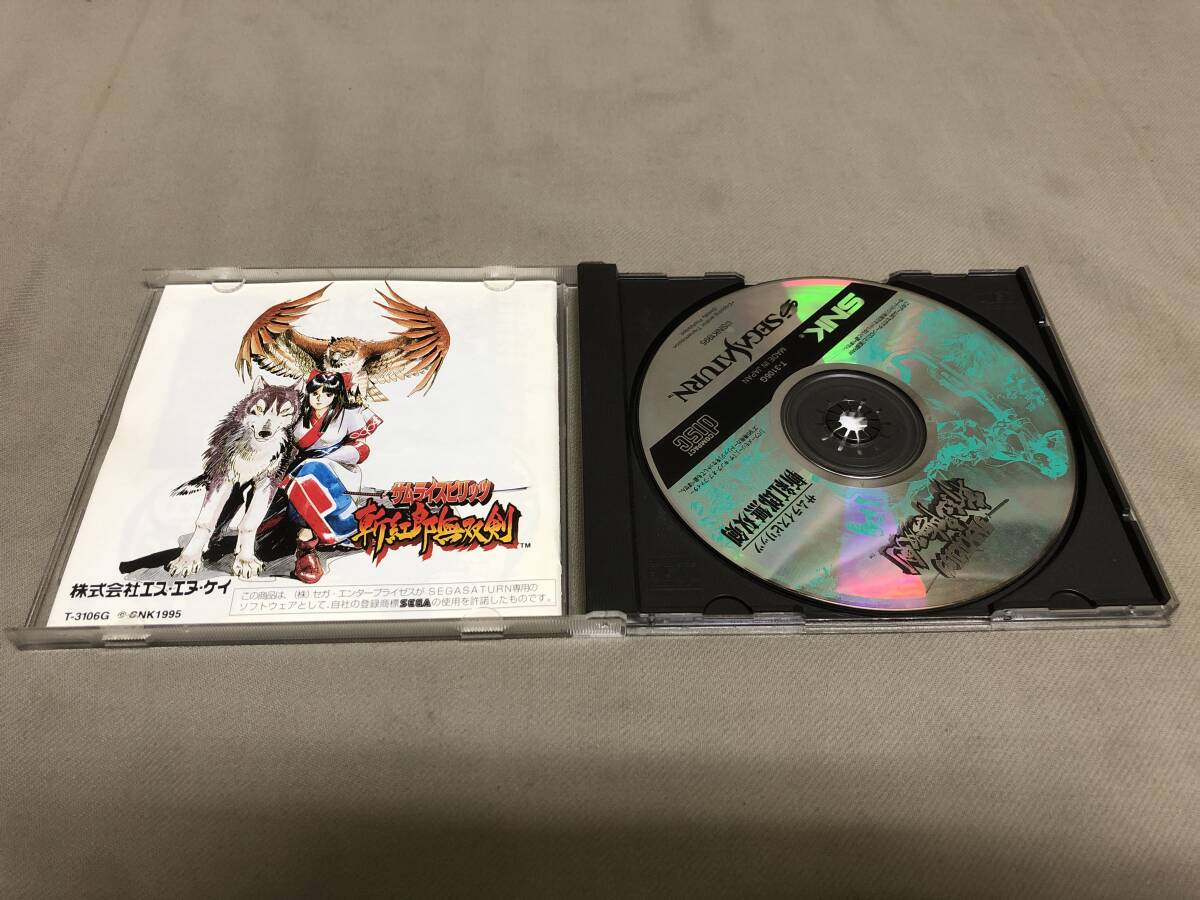 サムライスピリッツ
斬紅郎無双剣 ™
株式会社エス・エヌ・ケイ
T-3106G © SNK1995
この商品は、(株)セガ・エンタープライゼスがSEGASATURN専用の
ソフトウェアとして、自社の登録商標SEGAの使用を許諾したものです。
SNK®
SEGASATURN™
©SNK1995
T-3106G
MADE IN JAPAN
COMPACT
disc
サムライスピリッツ
斬紅郎無双剣